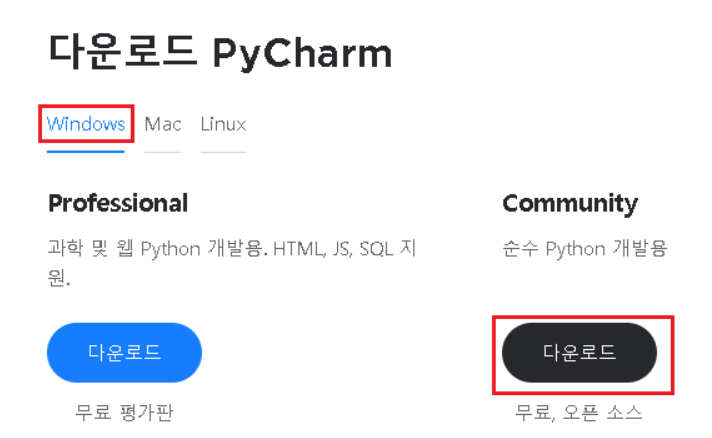 다운로드 PyCharm
Windows Mac Linux
Professional
과학 및 웹 Python 개발용. HTML, JS, SQL 지
원.
다운로드
무료 평가판
Community
순수 Python 개발용
다운로드
무료, 오픈 소스